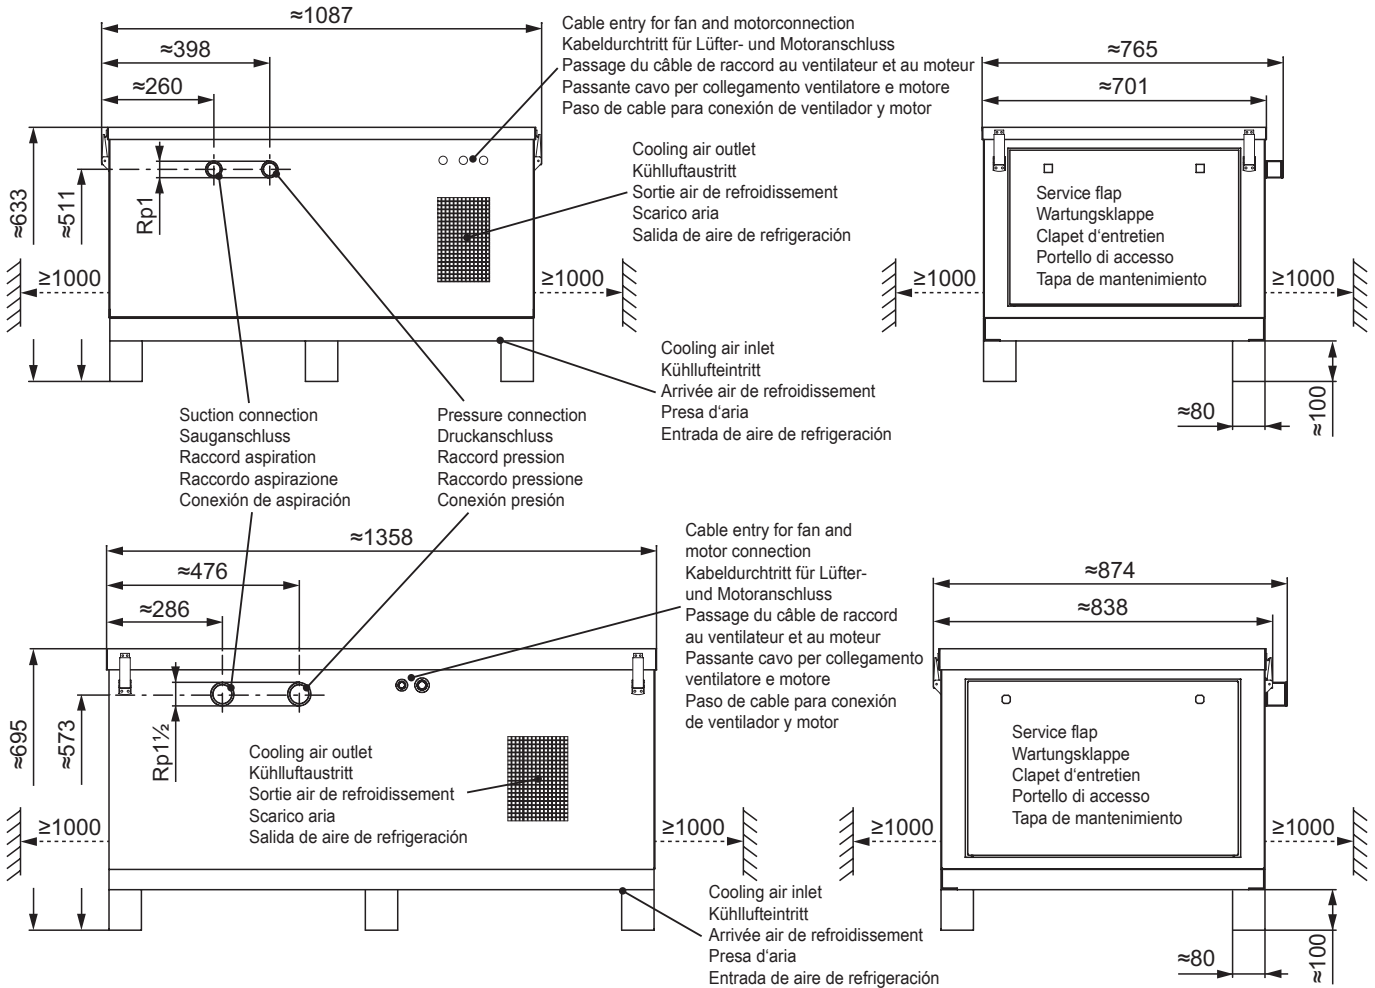 ≈1087
≈398
≈260
Cable entry for fan and motorconnection
Kabeldurchtritt für Lüfter- und Motoranschluss
Passage du câble de raccord au ventilateur et au moteur
Passante cavo per collegamento ventilatore e motore
Paso de cable para conexión de ventilador y motor
≈765
≈701
Cooling air outlet
Kühlluftaustritt
Sortie air de refroidissement
Scarico aria
Salida de aire de refrigeración
≈633
≈511
Rp1
≥1000
≥1000
Service flap
Wartungsklappe
Clapet d‘entretien
Portello di accesso
Tapa de mantenimiento
≥1000
≥1000
Cooling air inlet
Kühllufteintritt
Arrivée air de refroidissement
Presa d‘aria
Entrada de aire de refrigeración
≈80
≈100
Suction connection
Sauganschluss
Raccord aspiration
Raccordo aspirazione
Conexión de aspiración
Pressure connection
Druckanschluss
Raccord pression
Raccordo pressione
Conexión presión
≈1358
≈476
≈286
Cable entry for fan and
motor connection
Kabeldurchtritt für Lüfter-
und Motoranschluss
Passage du câble de raccord
au ventilateur et au moteur
Passante cavo per collegamento
ventilatore e motore
Paso de cable para conexión
de ventilador y motor
≈874
≈838
≈695
≈573
Rp1½
Cooling air outlet
Kühlluftaustritt
Sortie air de refroidissement
Scarico aria
Salida de aire de refrigeración
≥1000
≥1000
Service flap
Wartungsklappe
Clapet d‘entretien
Portello di accesso
Tapa de mantenimiento
≥1000
≥1000
Cooling air inlet
Kühllufteintritt
Arrivée air de refroidissement
Presa d‘aria
Entrada de aire de refrigeración
≈80
≈100